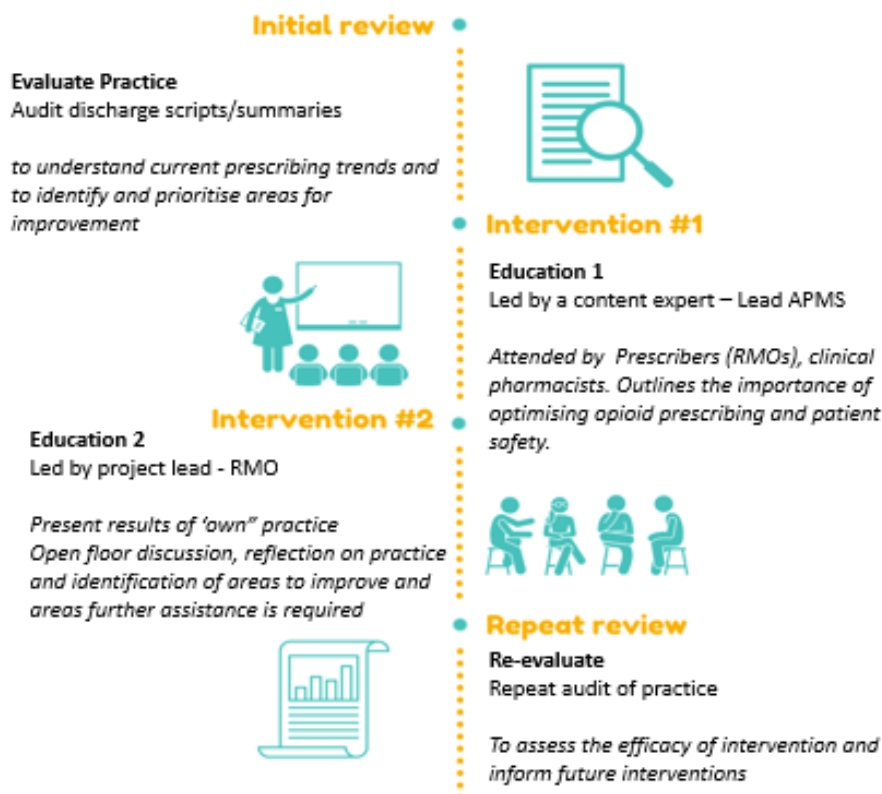 Initial review
Evaluate Practice
Audit discharge scripts/summaries
to understand current prescribing trends and
to identify and prioritise areas for
improvement
Intervention #1
Education 1
Led by a content expert – Lead APMS
Attended by  Prescribers (RMOs), clinical
pharmacists. Outlines the importance of
optimising opioid prescribing and patient
safety.
Intervention #2
Education 2
Led by project lead - RMO
Present results of ‘own” practice
Open floor discussion, reflection on practice
and identification of areas to improve and
areas further assistance is required
Repeat review
Re-evaluate
Repeat audit of practice
To assess the efficacy of intervention and
inform future interventions